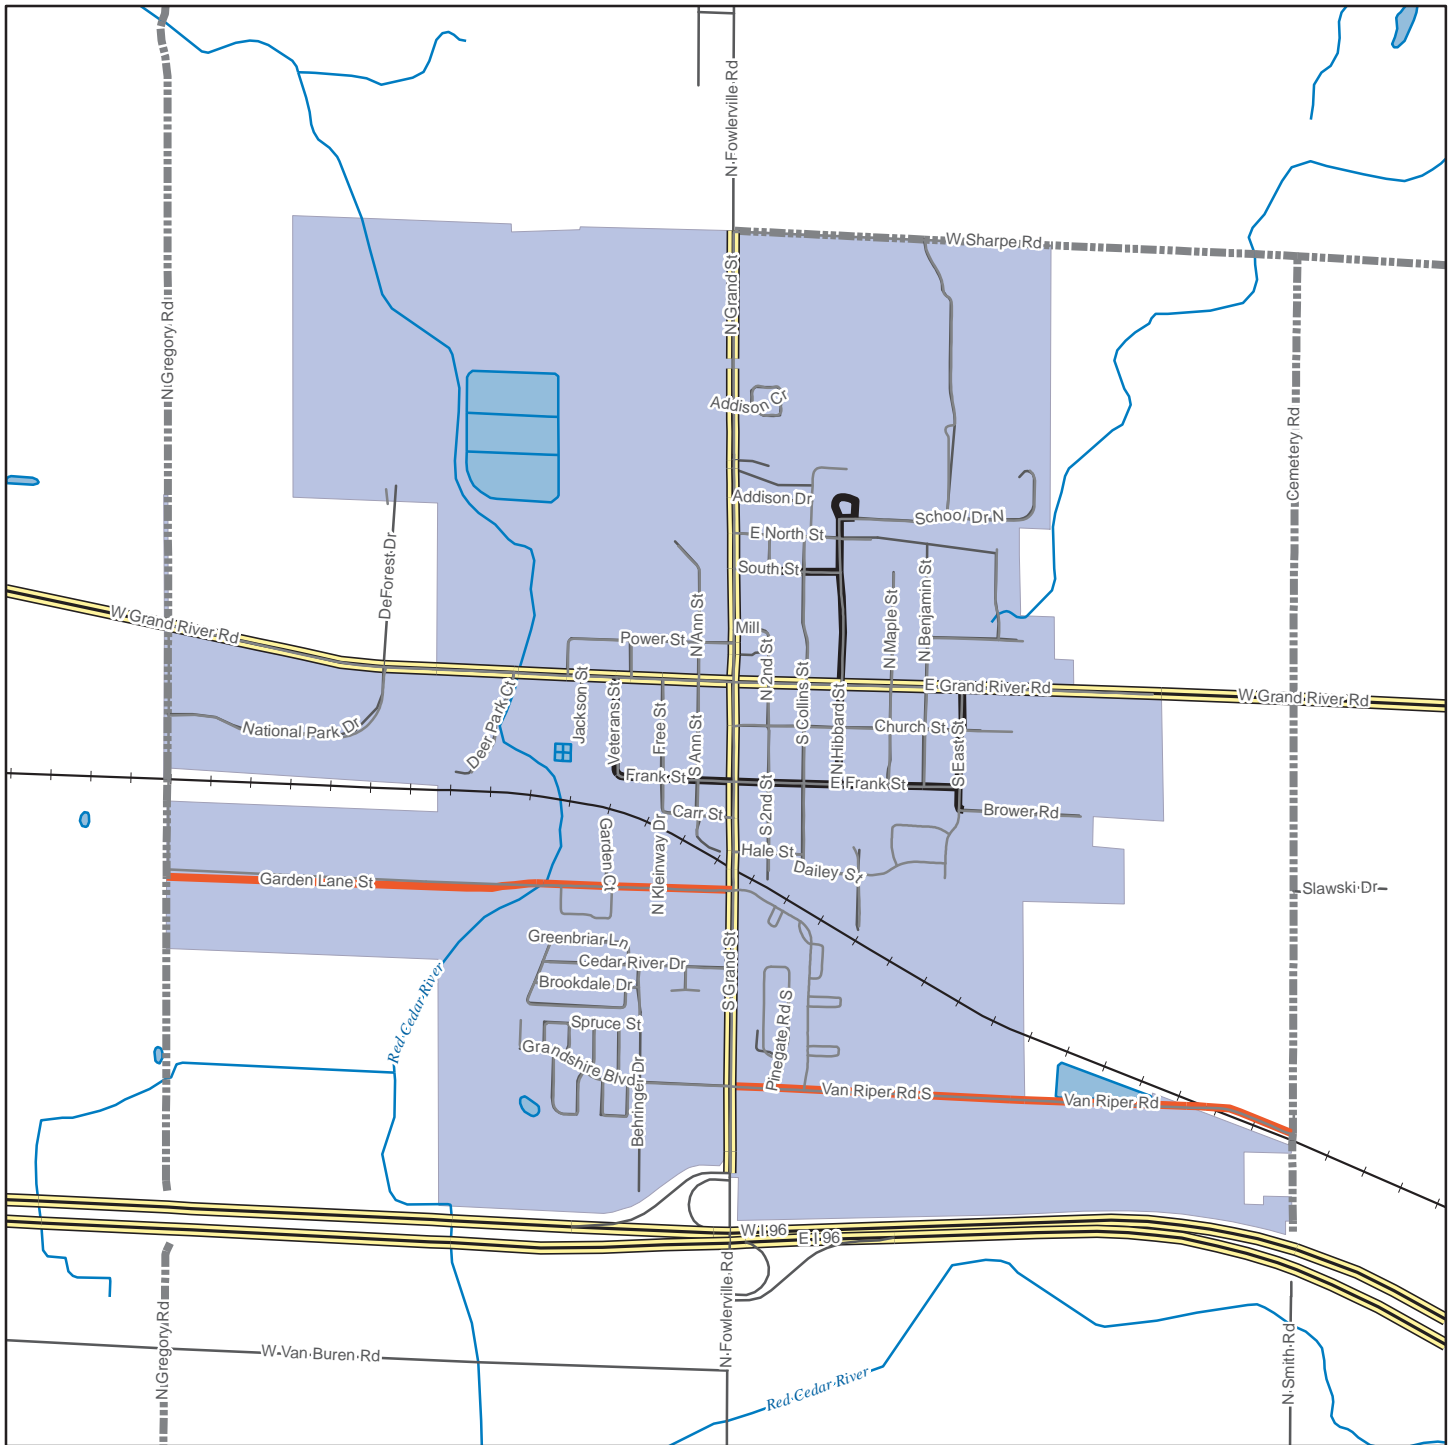 N Fowlerville Rd
W Sharpe Rd
N Grand St
N Gregory Rd
Addison Cr
Cemetery Rd
Addison Dr
School Dr N
E North St
South St
DeForest Dr
N Ann St
N Maple St
N Benjamin St
W Grand River Rd
Power St
Mill
N 2nd St
E Grand River Rd
W Grand River Rd
Jackson St
Veterans St
Free St
S Ann St
S Collins St
N Hibbard St
Church St
S East St
National Park Dr
Deer Park Ct
Frank St
E Frank St
S 2nd St
Carr St
Brower Rd
Garden Ct
N Kleinway Dr
Hale St
Dailey St
Garden Lane St
Slawski Dr
Greenbriar Ln
Cedar River Dr
Brookdale Dr
S Grand St
Pinegate Rd S
Red Cedar River
Spruce St
Grandshire Blvd
Behringer Dr
Van Riper Rd S
Van Riper Rd
W I 96
E I 96
N Fowlerville Rd
N Gregory Rd
W Van Buren Rd
N Smith Rd
Red Cedar River